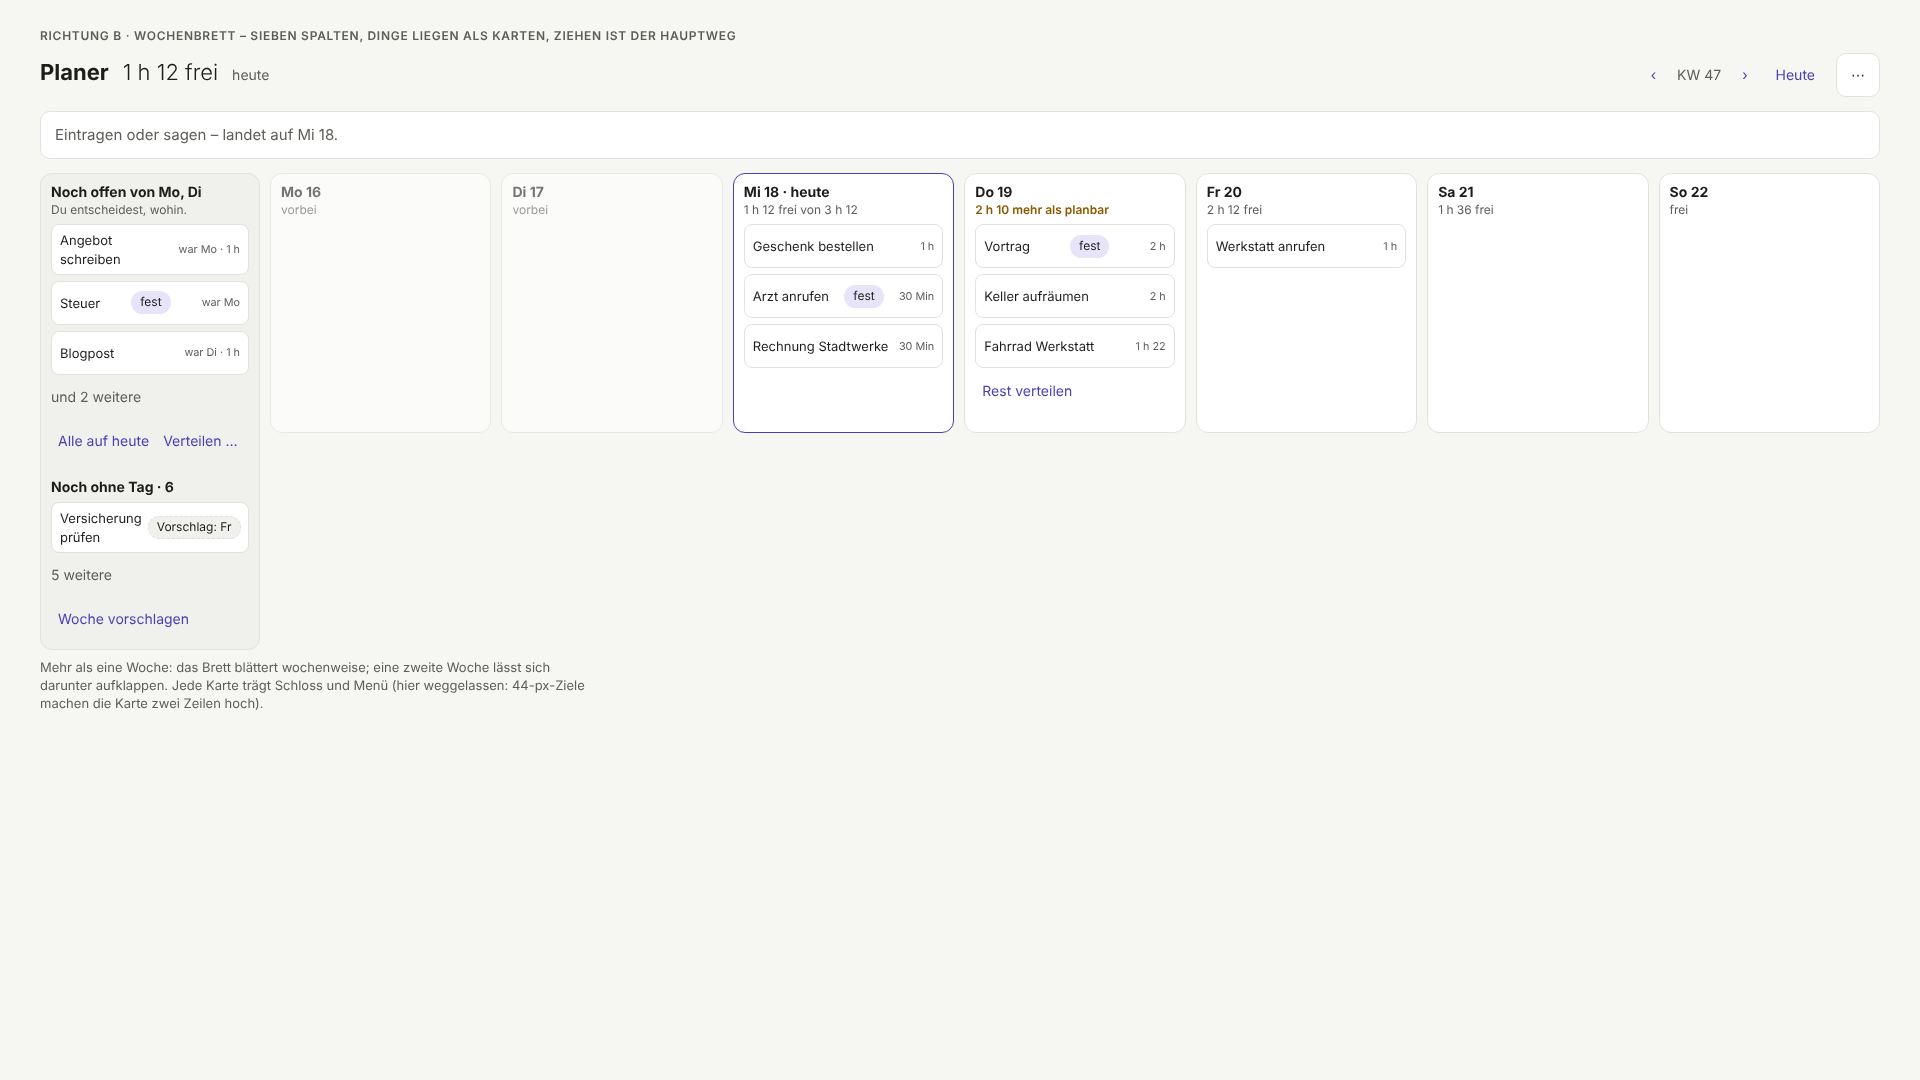 RICHTUNG B · WOCHENBRETT – SIEBEN SPALTEN, DINGE LIEGEN ALS KARTEN, ZIEHEN IST DER HAUPTWEG
Planer 1 h 12 frei heute
‹ KW 47 › Heute ···
Eintragen oder sagen – landet auf Mi 18.
Noch offen von Mo, Di
Du entscheidest, wohin.
Angebot
schreiben
war Mo · 1 h
Steuer fest war Mo
Blogpost war Di · 1 h
und 2 weitere
Alle auf heute Verteilen ...
Noch ohne Tag · 6
Versicherung
prüfen
Vorschlag: Fr
5 weitere
Woche vorschlagen
Mo 16
vorbei
Di 17
vorbei
Mi 18 · heute
1 h 12 frei von 3 h 12
Geschenk bestellen 1 h
Arzt anrufen fest 30 Min
Rechnung Stadtwerke 30 Min
Do 19
2 h 10 mehr als planbar
Vortrag fest 2 h
Keller aufräumen 2 h
Fahrrad Werkstatt 1 h 22
Rest verteilen
Fr 20
2 h 12 frei
Werkstatt anrufen 1 h
Sa 21
1 h 36 frei
So 22
frei
Mehr als eine Woche: das Brett blättert wochenweise; eine zweite Woche lässt sich
darunter aufklappen. Jede Karte trägt Schloss und Menü (hier weggelassen: 44-px-Ziele
machen die Karte zwei Zeilen hoch).